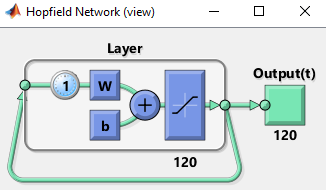 Hopfield Network (view)
Layer
Output(t)
1
W
b
+
120
120